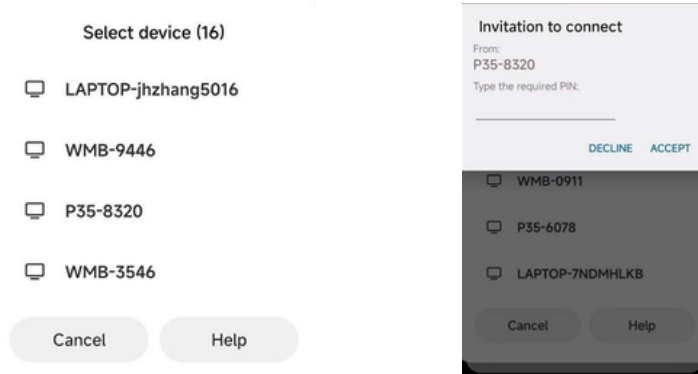 Select device (16)
LAPTOP-jhzhang5016
WMB-9446
P35-8320
WMB-3546
Cancel
Help
Invitation to connect
From:
P35-8320
Type the required PIN:
DECLINE
ACCEPT
WMB-0911
P35-6078
LAPTOP-7NDMHLKB
Cancel
Help